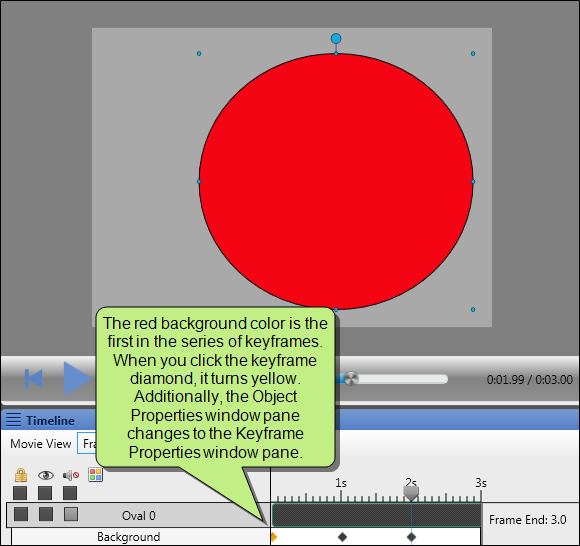 The red background color is the
first in the series of keyframes.
When you click the keyframe
diamond, it turns yellow.
Additionally, the Object
Properties window pane
changes to the Keyframe
Properties window pane.
0:01.99 / 0:03.00
Timeline
Movie View
1s
2s
3s
Oval 0
Frame End: 3.0
Background